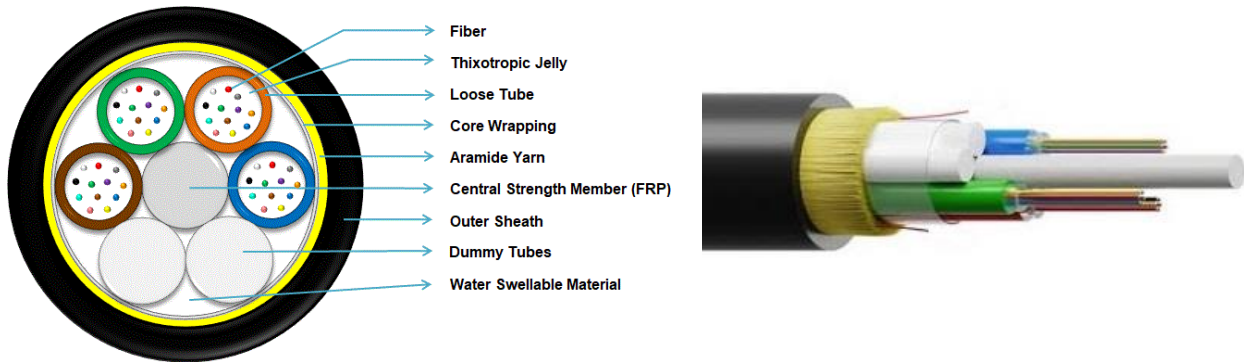 Fiber
Thixotropic Jelly
Loose Tube
Core Wrapping
Aramide Yarn
Central Strength Member (FRP)
Outer Sheath
Dummy Tubes
Water Swellable Material